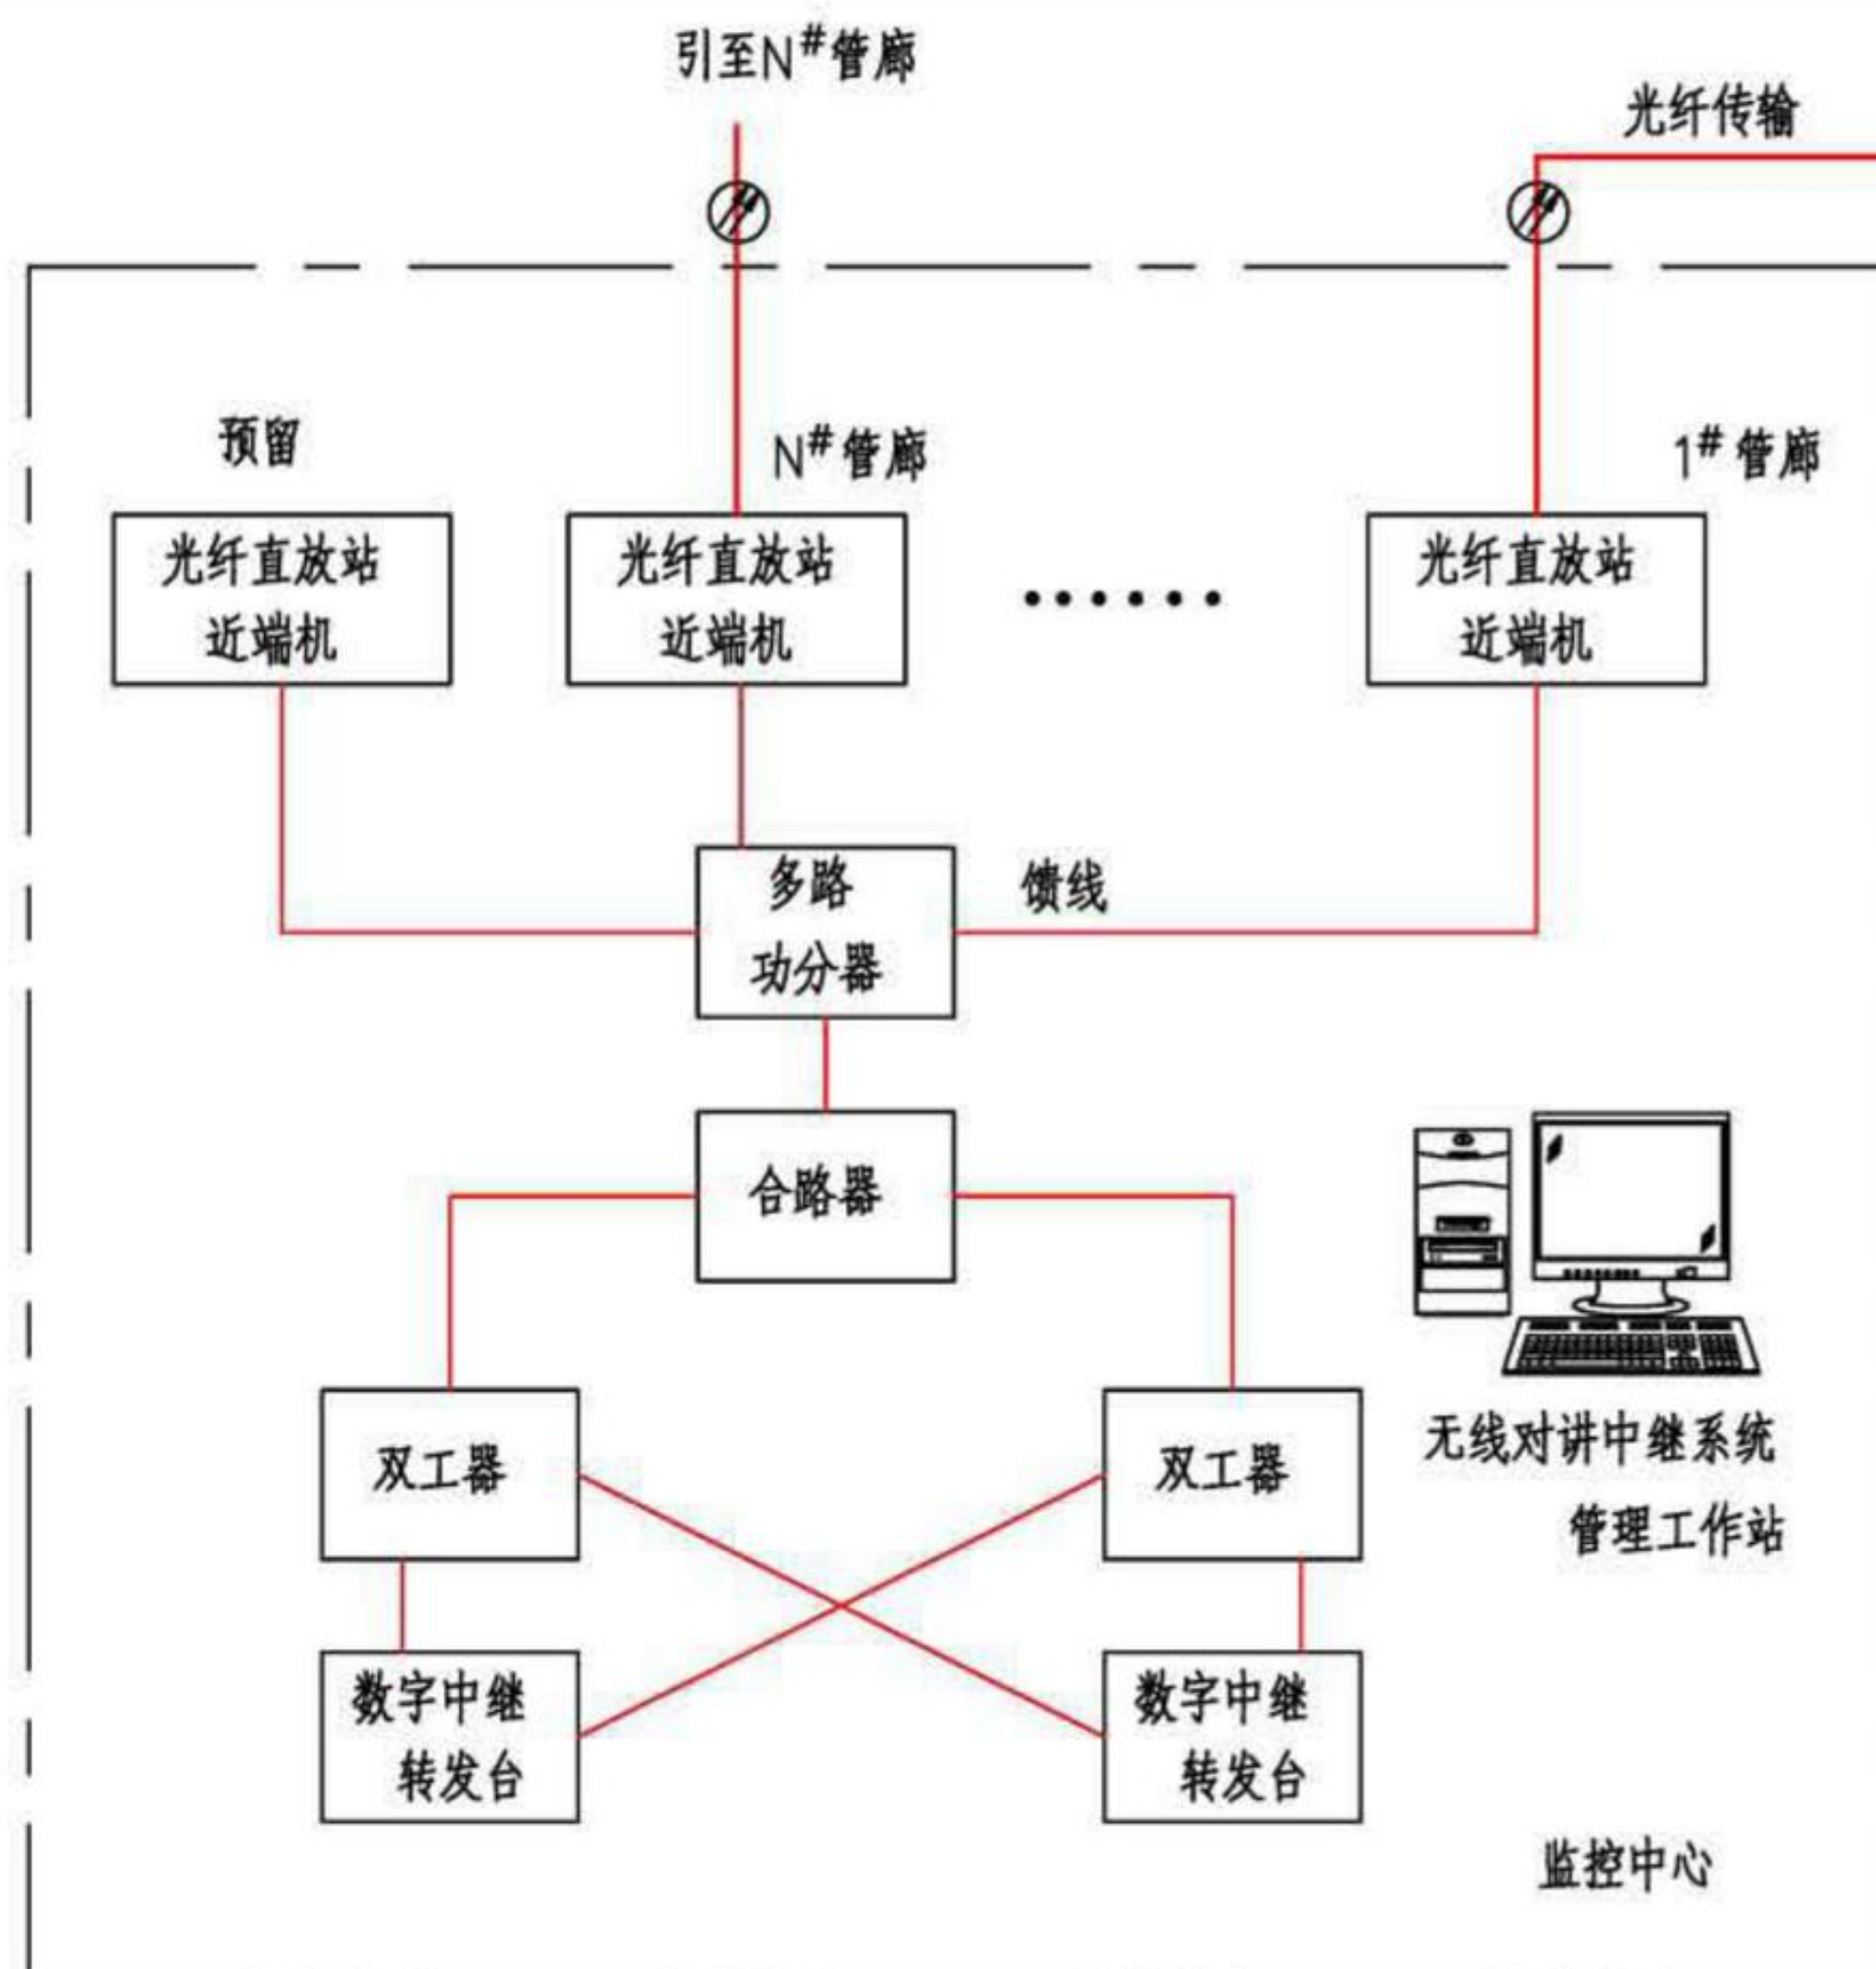 引至N#管廊
光纤传输
预留
N#管廊
1#管廊
光纤直放站
近端机
光纤直放站
近端机
光纤直放站
近端机
多路
功分器
馈线
合路器
双工器
双工器
无线对讲中继系统
管理工作站
数字中继
转发台
数字中继
转发台
监控中心